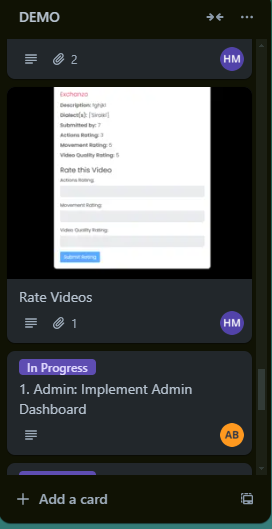 DEMO
2
HM
Exchanza
Description: fghjkl
Dialect(s): ['Sindiki']
Submitted by: 7
Actions Rating: 3
Movement Rating: 5
Video Quality Rating: 5
Rate this Video
Actions Rating:
Movement Rating:
Video Quality Rating:
Submit Rating
Rate Videos
1
HM
In Progress
1. Admin: Implement Admin
Dashboard
AB
Add a card